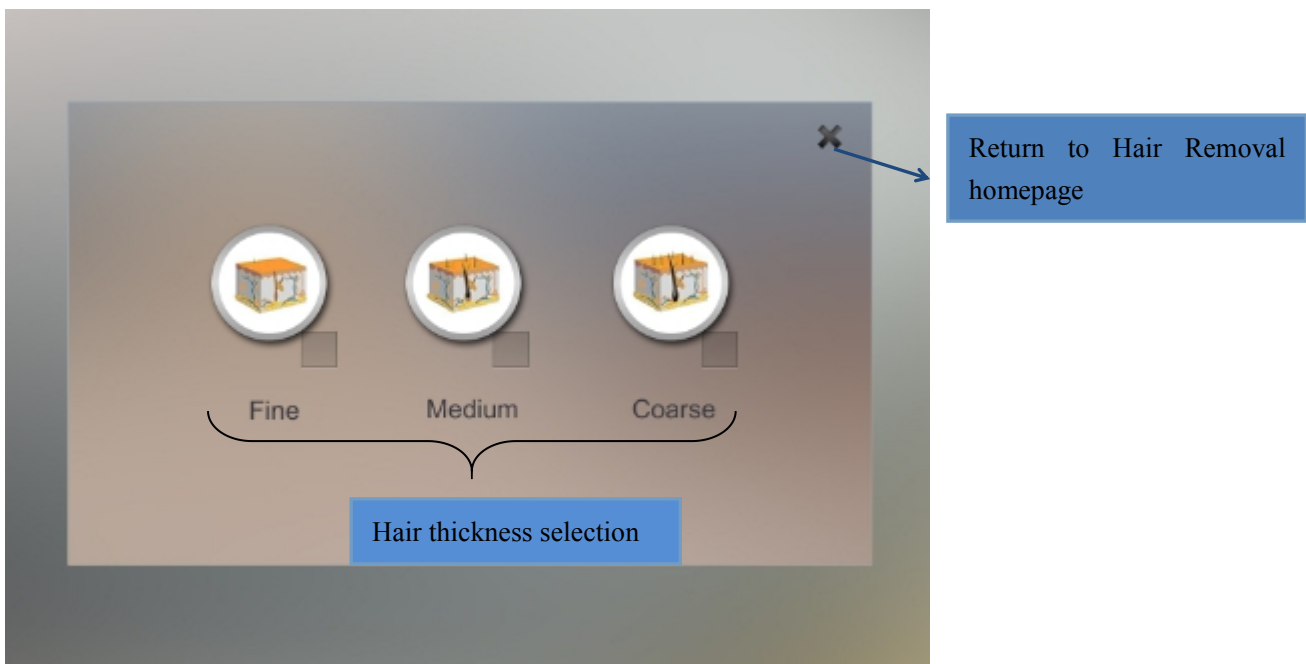 Return to Hair Removal
homepage
Fine Medium Coarse
Hair thickness selection